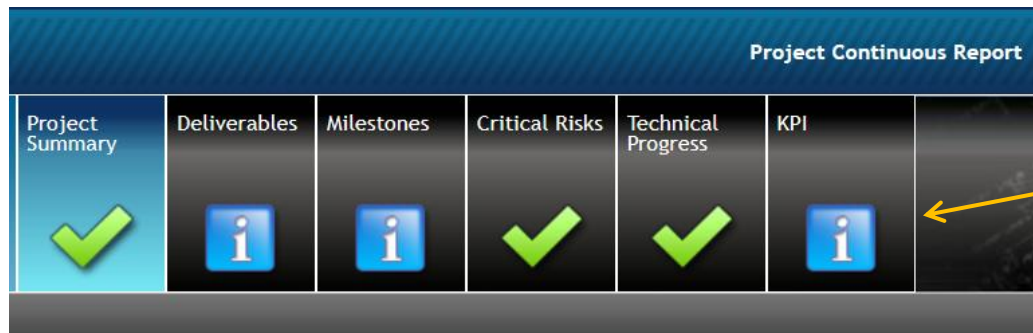 Project Continuous Report
Project
Summary
Deliverables
Milestones
Critical Risks
Technical
Progress
KPI